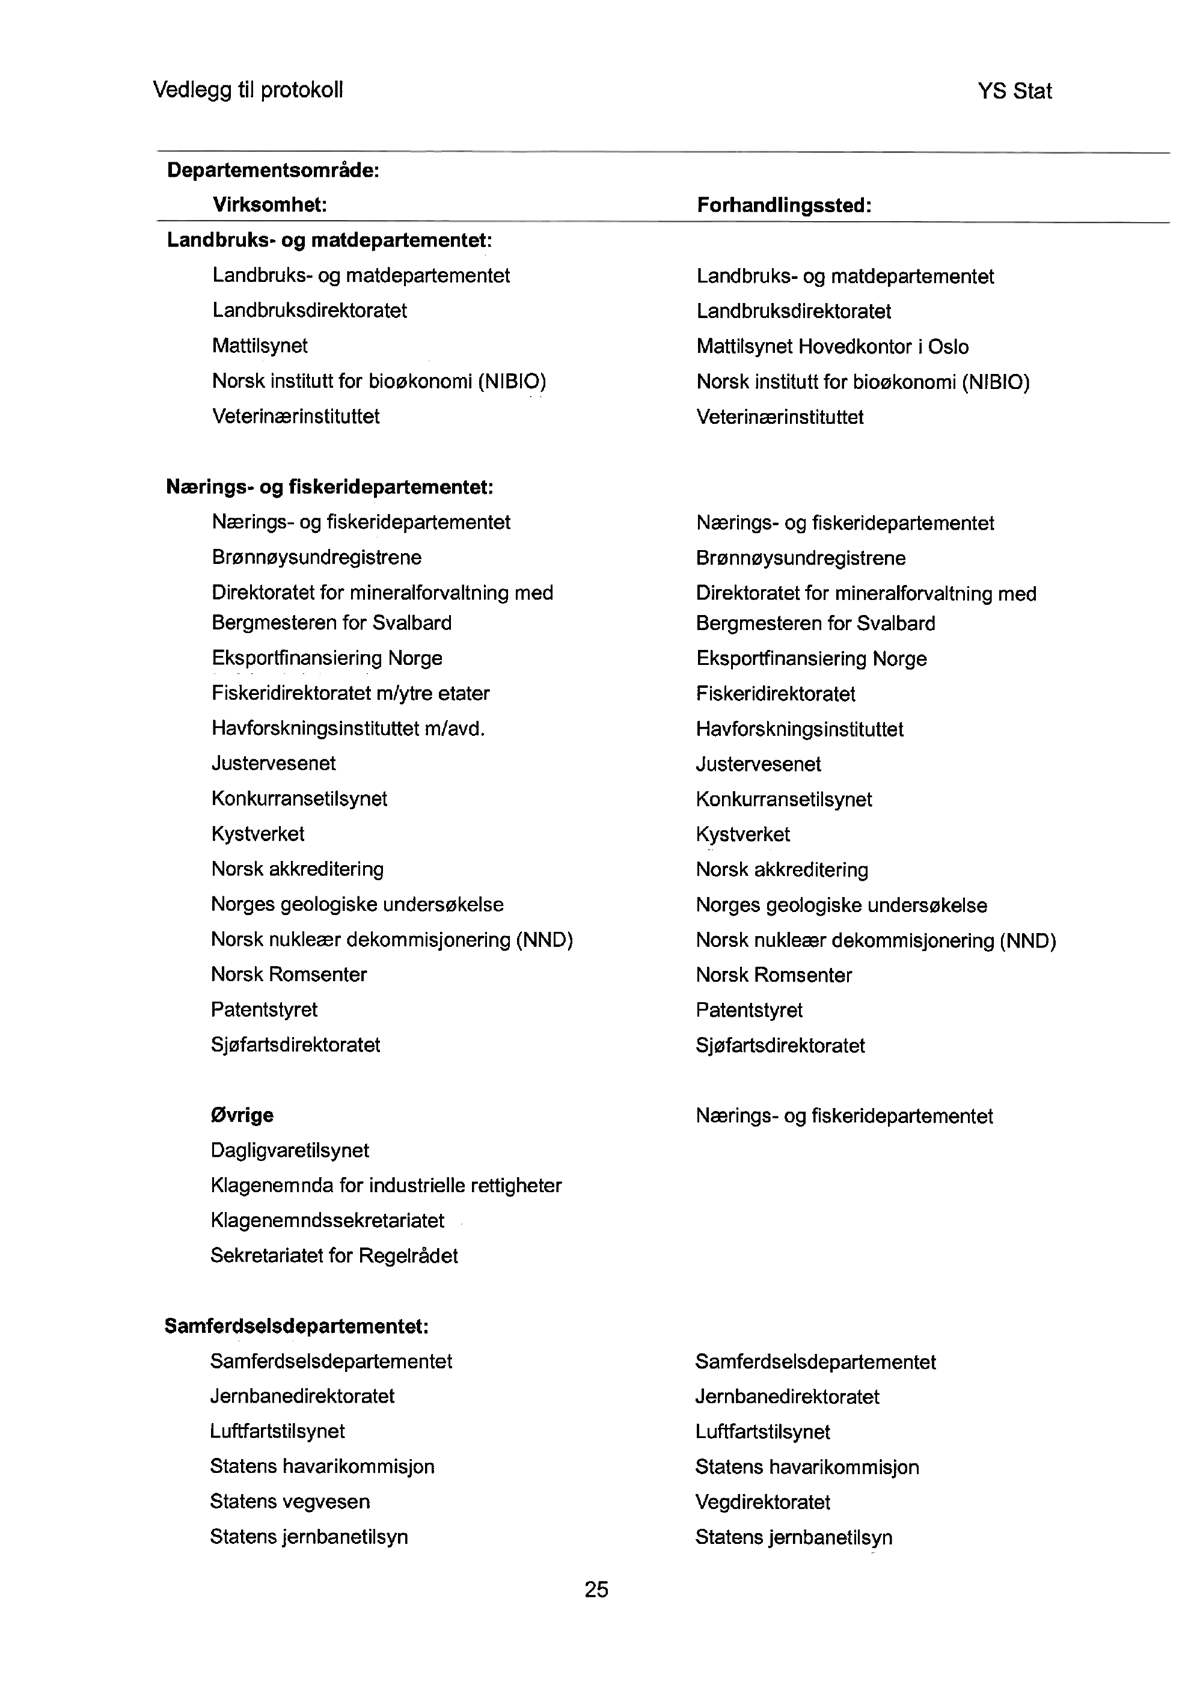 Vedlegg til protokoll YS Stat
Departementsområde:
Virksomhet: Forhandlingssted:
Landbruks- og matdepartementet:
Landbruks- og matdepartementet Landbruks- og matdepartementet
Landbruksdirektoratet Landbruksdirektoratet
Mattilsynet Mattilsynet Hovedkontor i Oslo
Norsk institutt for bioøkonomi (NIBIO) Norsk institutt for bioøkonomi (NIBIO)
Veterinærinstituttet Veterinærinstituttet
Nærings- og fiskeridepartementet:
Nærings- og fiskeridepartementet Nærings- og fiskeridepartementet
Brønnøysundregistrene Brønnøysundregistrene
Direktoratet for mineralforvaltning med Direktoratet for mineralforvaltning med
Bergmesteren for Svalbard Bergmesteren for Svalbard
Eksportfinansiering Norge Eksportfinansiering Norge
Fiskeridirektoratet m/ytre etater Fiskeridirektoratet
Havforskningsinstituttet m/avd. Havforskningsinstituttet
Justervesenet Justervesenet
Konkurransetilsynet Konkurransetilsynet
Kystverket Kystverket
Norsk akkreditering Norsk akkreditering
Norges geologiske undersøkelse Norges geologiske undersøkelse
Norsk nukleær dekommisjonering (NND) Norsk nukleær dekommisjonering (NND)
Norsk Romsenter Norsk Romsenter
Patentstyret Patentstyret
Sjøfartsdirektoratet Sjøfartsdirektoratet
Øvrige Nærings- og fiskeridepartementet
Dagligvaretilsynet
Klagenemnda for industrielle rettigheter
Klagenemndssekretariatet
Sekretariatet for Regelrådet
Samferdselsdepartementet:
Samferdselsdepartementet Samferdselsdepartementet
Jernbanedirektoratet Jernbanedirektoratet
Luftfartstilsynet Luftfartstilsynet
Statens havarikommisjon Statens havarikommisjon
Statens vegvesen Vegdirektoratet
Statens jernbanetilsyn Statens jernbanetilsyn
25